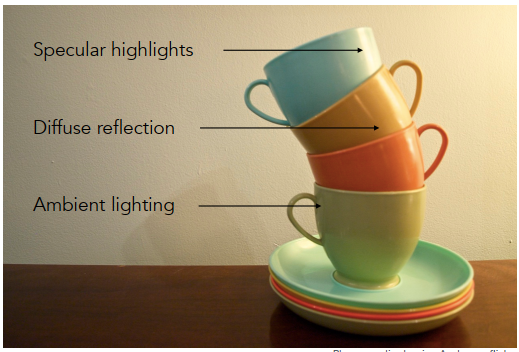 Specular highlights
Diffuse reflection
Ambient lighting